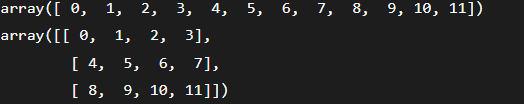 array([ 0,  1,  2,  3,  4,  5,  6,  7,  8,  9, 10, 11])
array([[ 0,  1,  2,  3],
       [ 4,  5,  6,  7],
       [ 8,  9, 10, 11]])